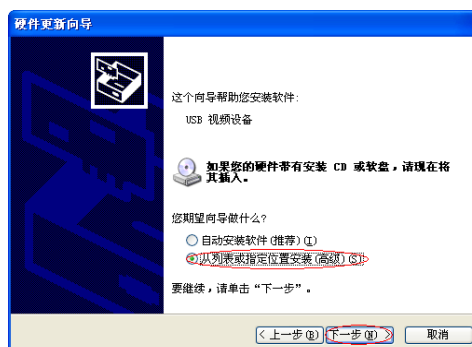 硬件更新向导
这个向导帮助您安装软件:
USB 视频设备
如果您的硬件带有安装 CD 或软盘，请现在将
其插入。
您期望向导做什么?
自动安装软件(推荐)(I)
从列表或指定位置安装(高级)(S)
要继续，请单击“下一步”。
< 上一步(B) 下一步(N) > 取消